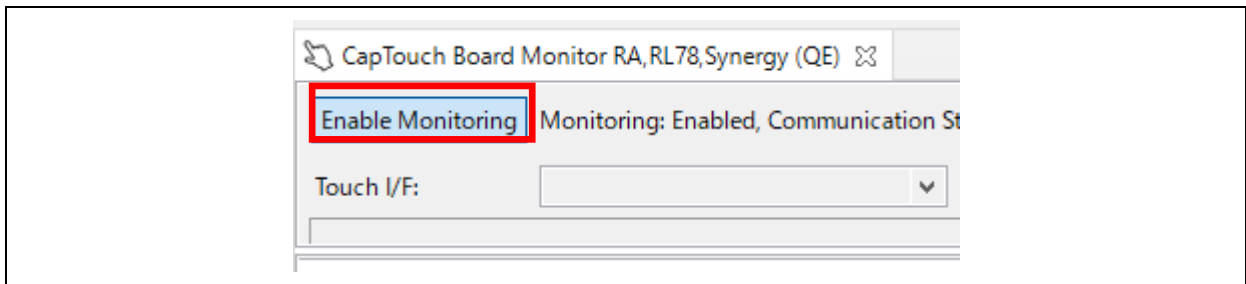 CapTouch Board Monitor RA,RL78,Synergy (QE)
Enable Monitoring Monitoring: Enabled, Communication St
Touch I/F: